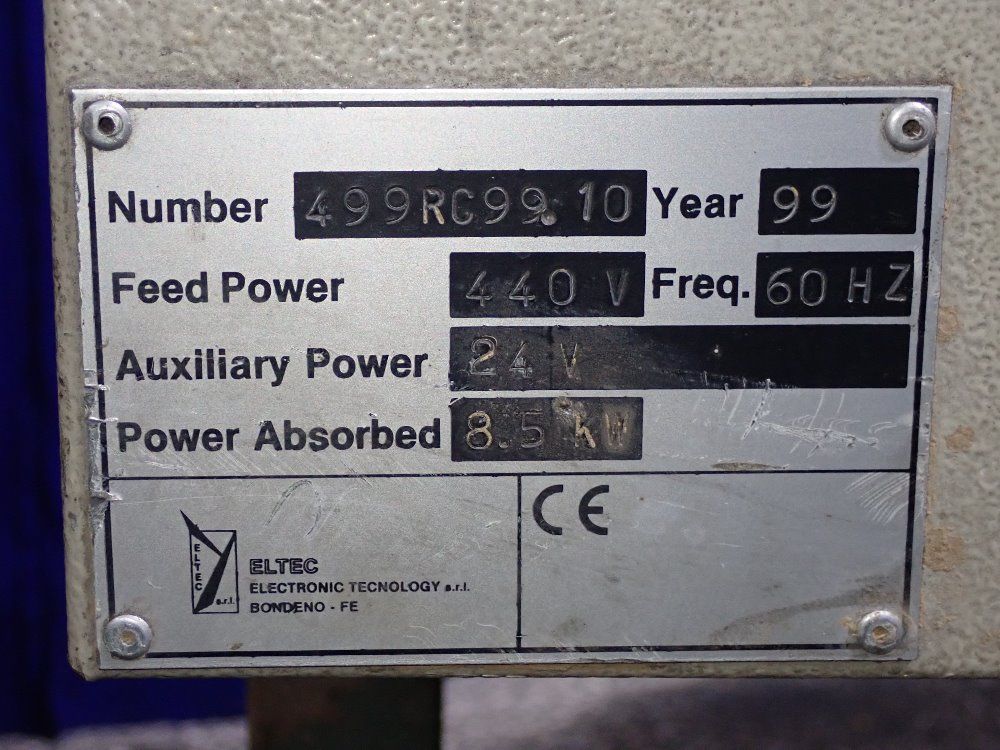 Number 499RC99.10 Year 99
Feed Power 440 V Freq. 60 HZ
Auxiliary Power 24 V
Power Absorbed 8.5 kW
CE
ELTEC s.r.l.
ELTEC
ELECTRONIC TECNOLOGY s.r.l.
BONDENO - FE